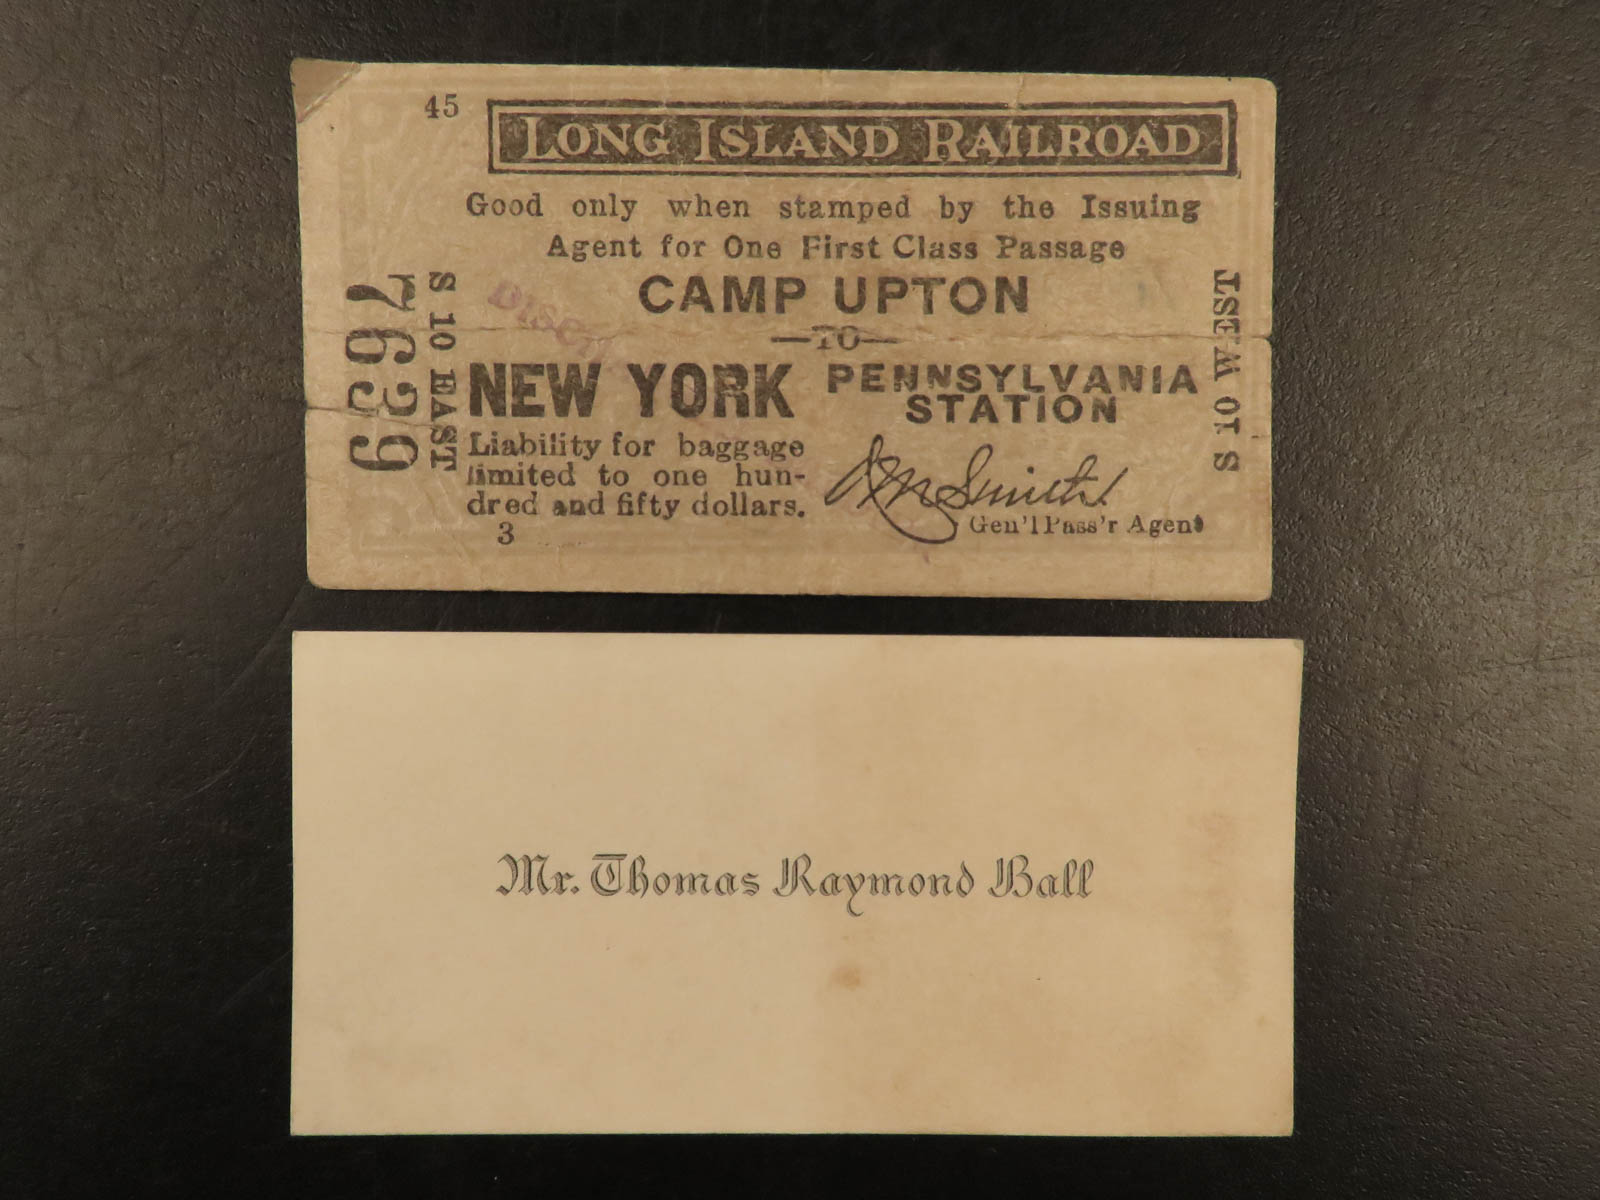 45
LONG ISLAND RAILROAD
Good only when stamped by the Issuing
Agent for One First Class Passage
CAMP UPTON
—TO—
NEW YORK PENNSYLVANIA STATION
Liability for baggage
limited to one hun-
dred and fifty dollars.
3
Gen'l Pass'r Agent
7639
S 10 EAST
S 10 WEST
Mr. Thomas Raymond Ball